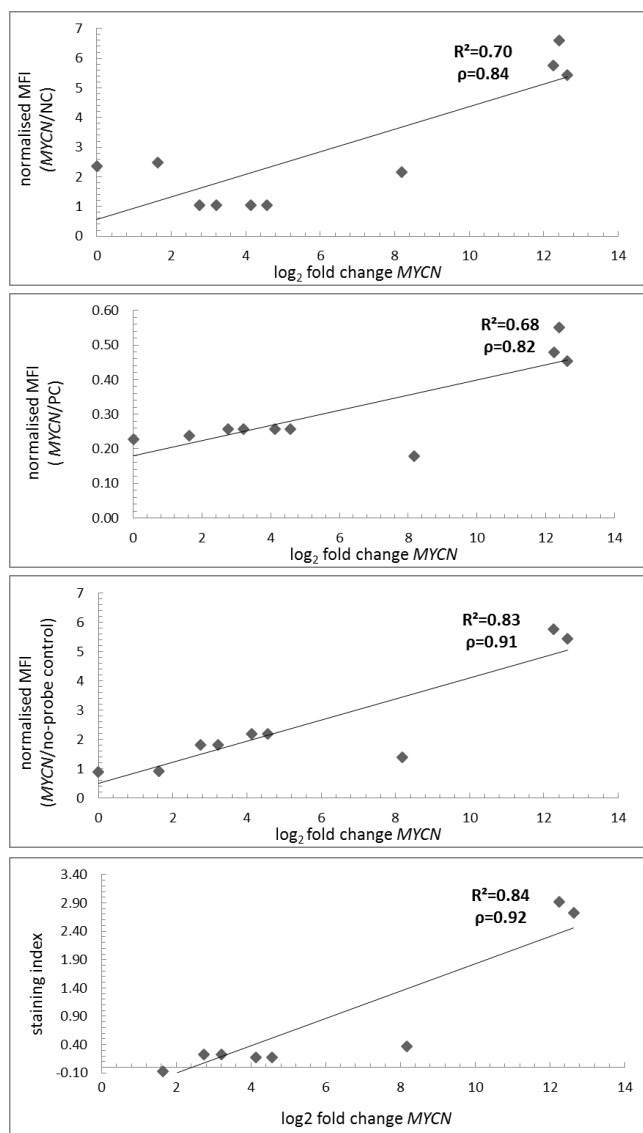 normalised MFI
(MYCN/NC)
7
6
5
4
3
2
1
0
R²=0.70
ρ=0.84
0 2 4 6 8 10 12 14
log₂ fold change MYCN
normalised MFI
( MYCN/PC)
0.60
0.50
0.40
0.30
0.20
0.10
0.00
R²=0.68
ρ=0.82
0 2 4 6 8 10 12 14
log₂ fold change MYCN
normalised MFI
(MYCN/no-probe control)
7
6
5
4
3
2
1
0
R²=0.83
ρ=0.91
0 2 4 6 8 10 12 14
log₂ fold change MYCN
staining index
3.40
2.90
2.40
1.90
1.40
0.90
0.40
-0.10
R²=0.84
ρ=0.92
0 2 4 6 8 10 12 14
log2 fold change MYCN